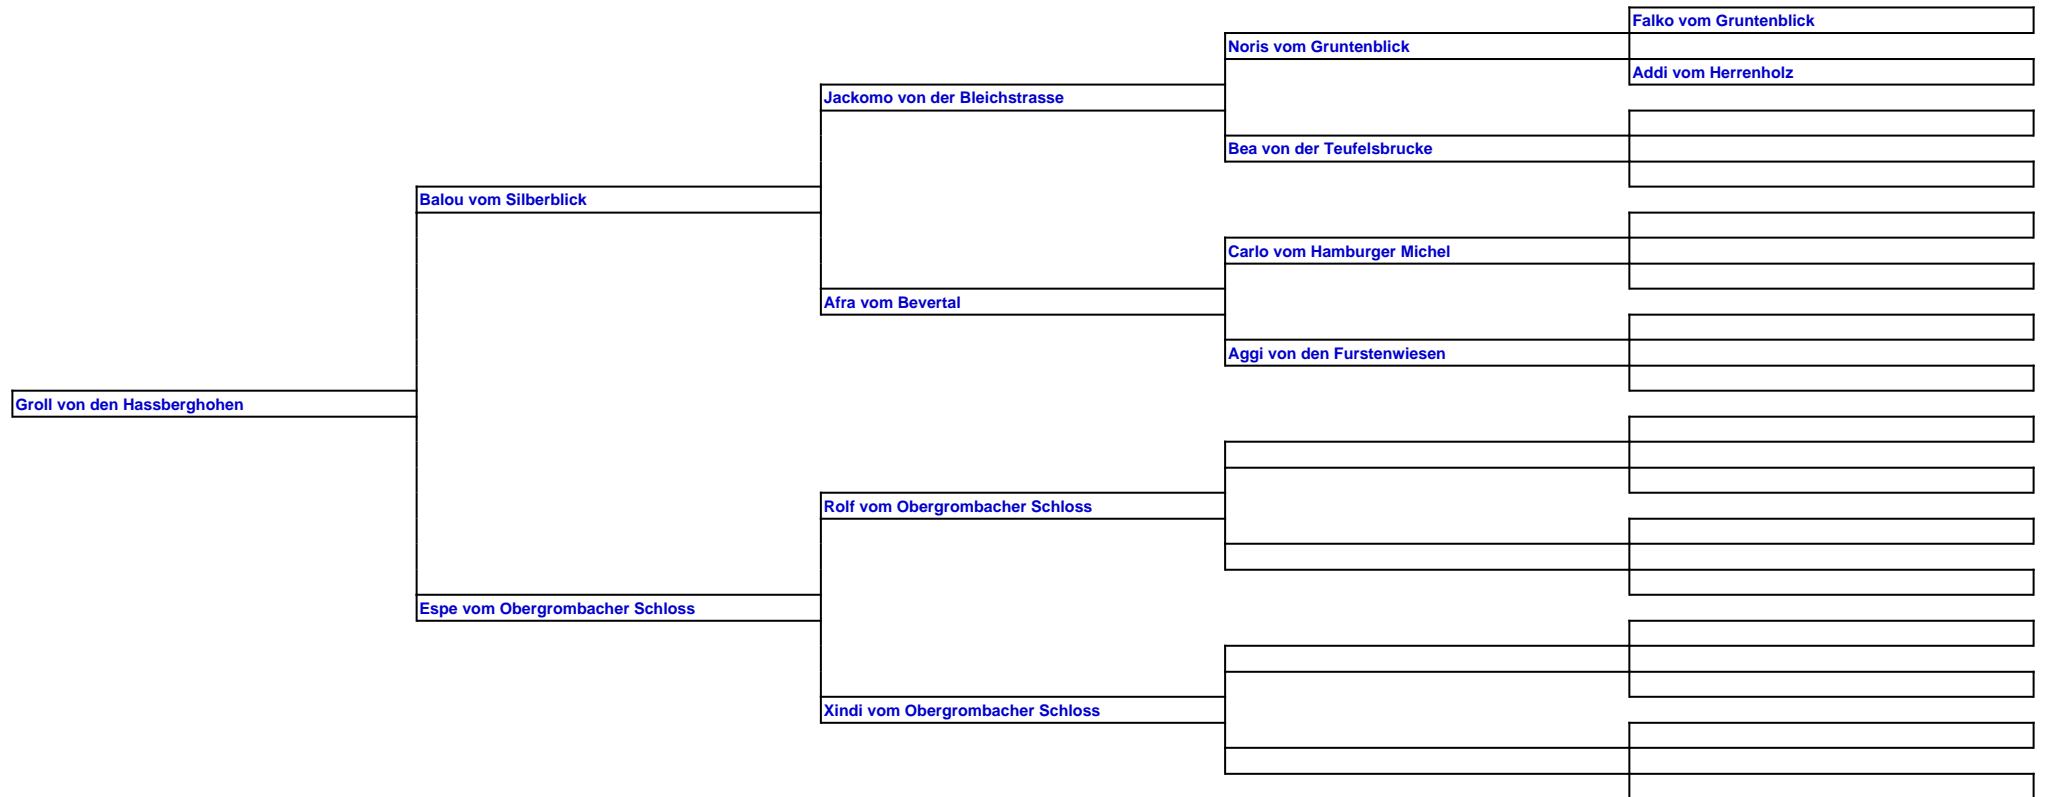 Falko vom Gruntenblick
Noris vom Gruntenblick
Addi vom Herrenholz
Jackomo von der Bleichstrasse
Bea von der Teufelsbrucke
Balou vom Silberblick
Carlo vom Hamburger Michel
Afra vom Bevertal
Aggi von den Furstenwiesen
Groll von den Hassberghohen
Rolf vom Obergrombacher Schloss
Espe vom Obergrombacher Schloss
Xindi vom Obergrombacher Schloss